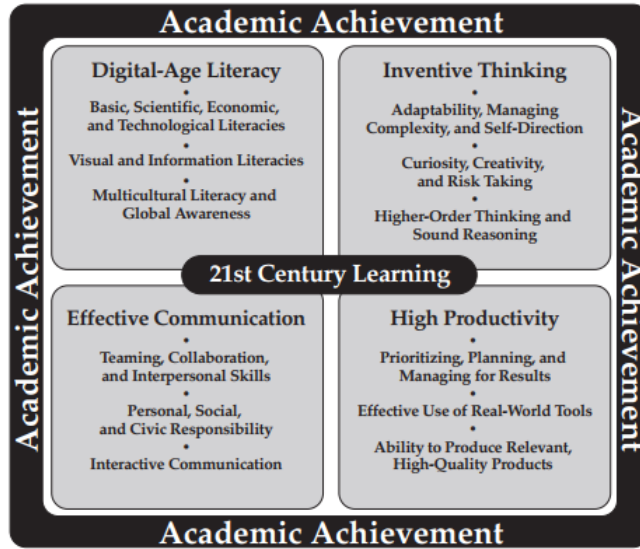 Academic Achievement
Academic Achievement
Academic Achievement
Digital-Age Literacy
•
Basic, Scientific, Economic,
and Technological Literacies
•
Visual and Information Literacies
•
Multicultural Literacy and
Global Awareness
Inventive Thinking
•
Adaptability, Managing
Complexity, and Self-Direction
•
Curiosity, Creativity,
and Risk Taking
•
Higher-Order Thinking and
Sound Reasoning
21st Century Learning
Effective Communication
•
Teaming, Collaboration,
and Interpersonal Skills
•
Personal, Social,
and Civic Responsibility
•
Interactive Communication
High Productivity
•
Prioritizing, Planning, and
Managing for Results
•
Effective Use of Real-World Tools
•
Ability to Produce Relevant,
High-Quality Products
Academic Achievement